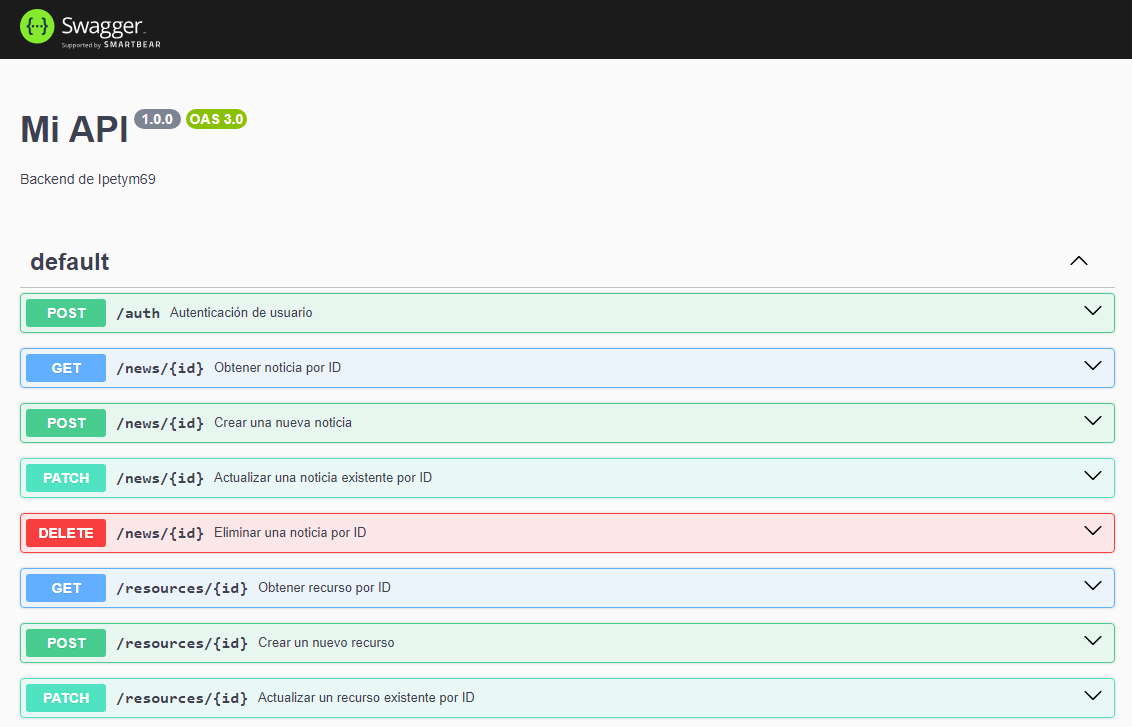 {···} Swagger
Supported by SMARTBEAR
Mi API 1.0.0 OAS 3.0
Backend de Ipetym69
default
POST /auth Autenticación de usuario
GET /news/{id} Obtener noticia por ID
POST /news/{id} Crear una nueva noticia
PATCH /news/{id} Actualizar una noticia existente por ID
DELETE /news/{id} Eliminar una noticia por ID
GET /resources/{id} Obtener recurso por ID
POST /resources/{id} Crear un nuevo recurso
PATCH /resources/{id} Actualizar un recurso existente por ID